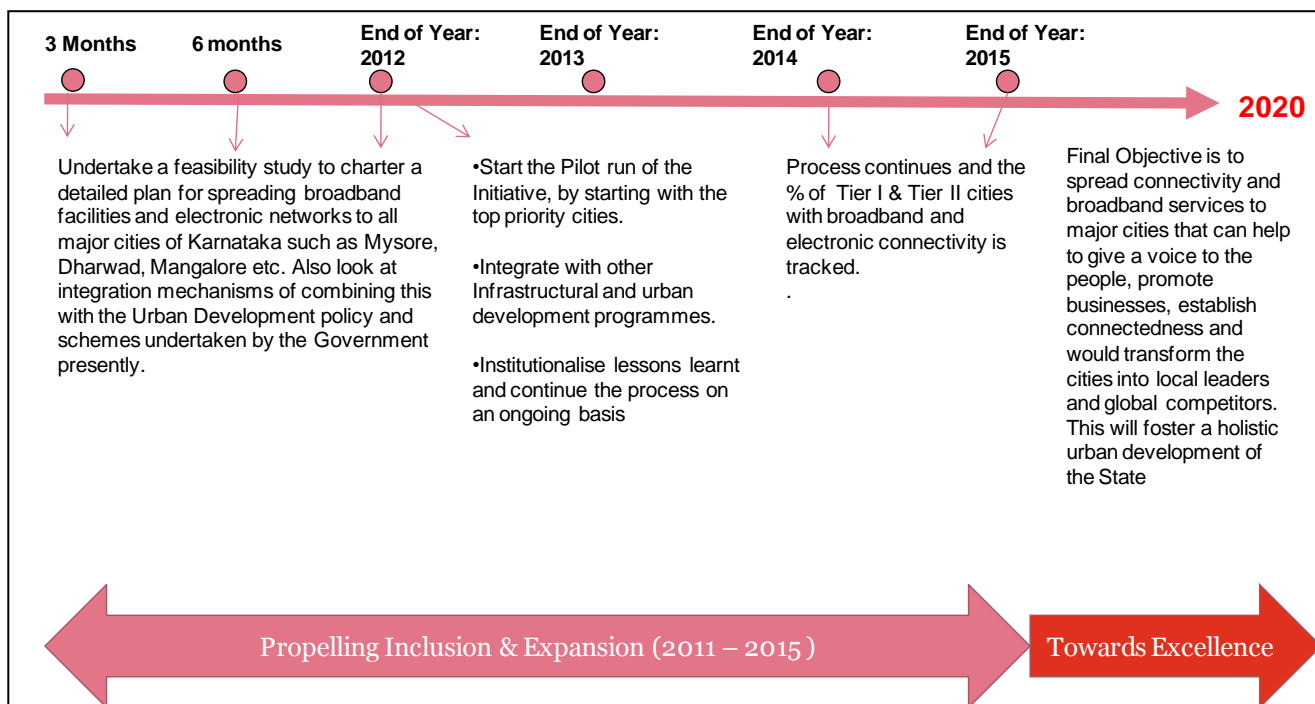 3 Months
6 months
End of Year:
2012
End of Year:
2013
End of Year:
2014
End of Year:
2015
2020
Undertake a feasibility study to charter a
detailed plan for spreading broadband
facilities and electronic networks to all
major cities of Karnataka such as Mysore,
Dharwad, Mangalore etc. Also look at
integration mechanisms of combining this
with the Urban Development policy and
schemes undertaken by the Government
presently.
•Start the Pilot run of the
Initiative, by starting with the
top priority cities.
•Integrate with other
Infrastructural and urban
development programmes.
•Institutionalise lessons learnt
and continue the process on
an ongoing basis
Process continues and the
% of Tier I & Tier II cities
with broadband and
electronic connectivity is
tracked.
.
Final Objective is to
spread connectivity and
broadband services to
major cities that can help
to give a voice to the
people, promote
businesses, establish
connectedness and
would transform the
cities into local leaders
and global competitors.
This will foster a holistic
urban development of
the State
Propelling Inclusion & Expansion (2011 – 2015 )
Towards Excellence